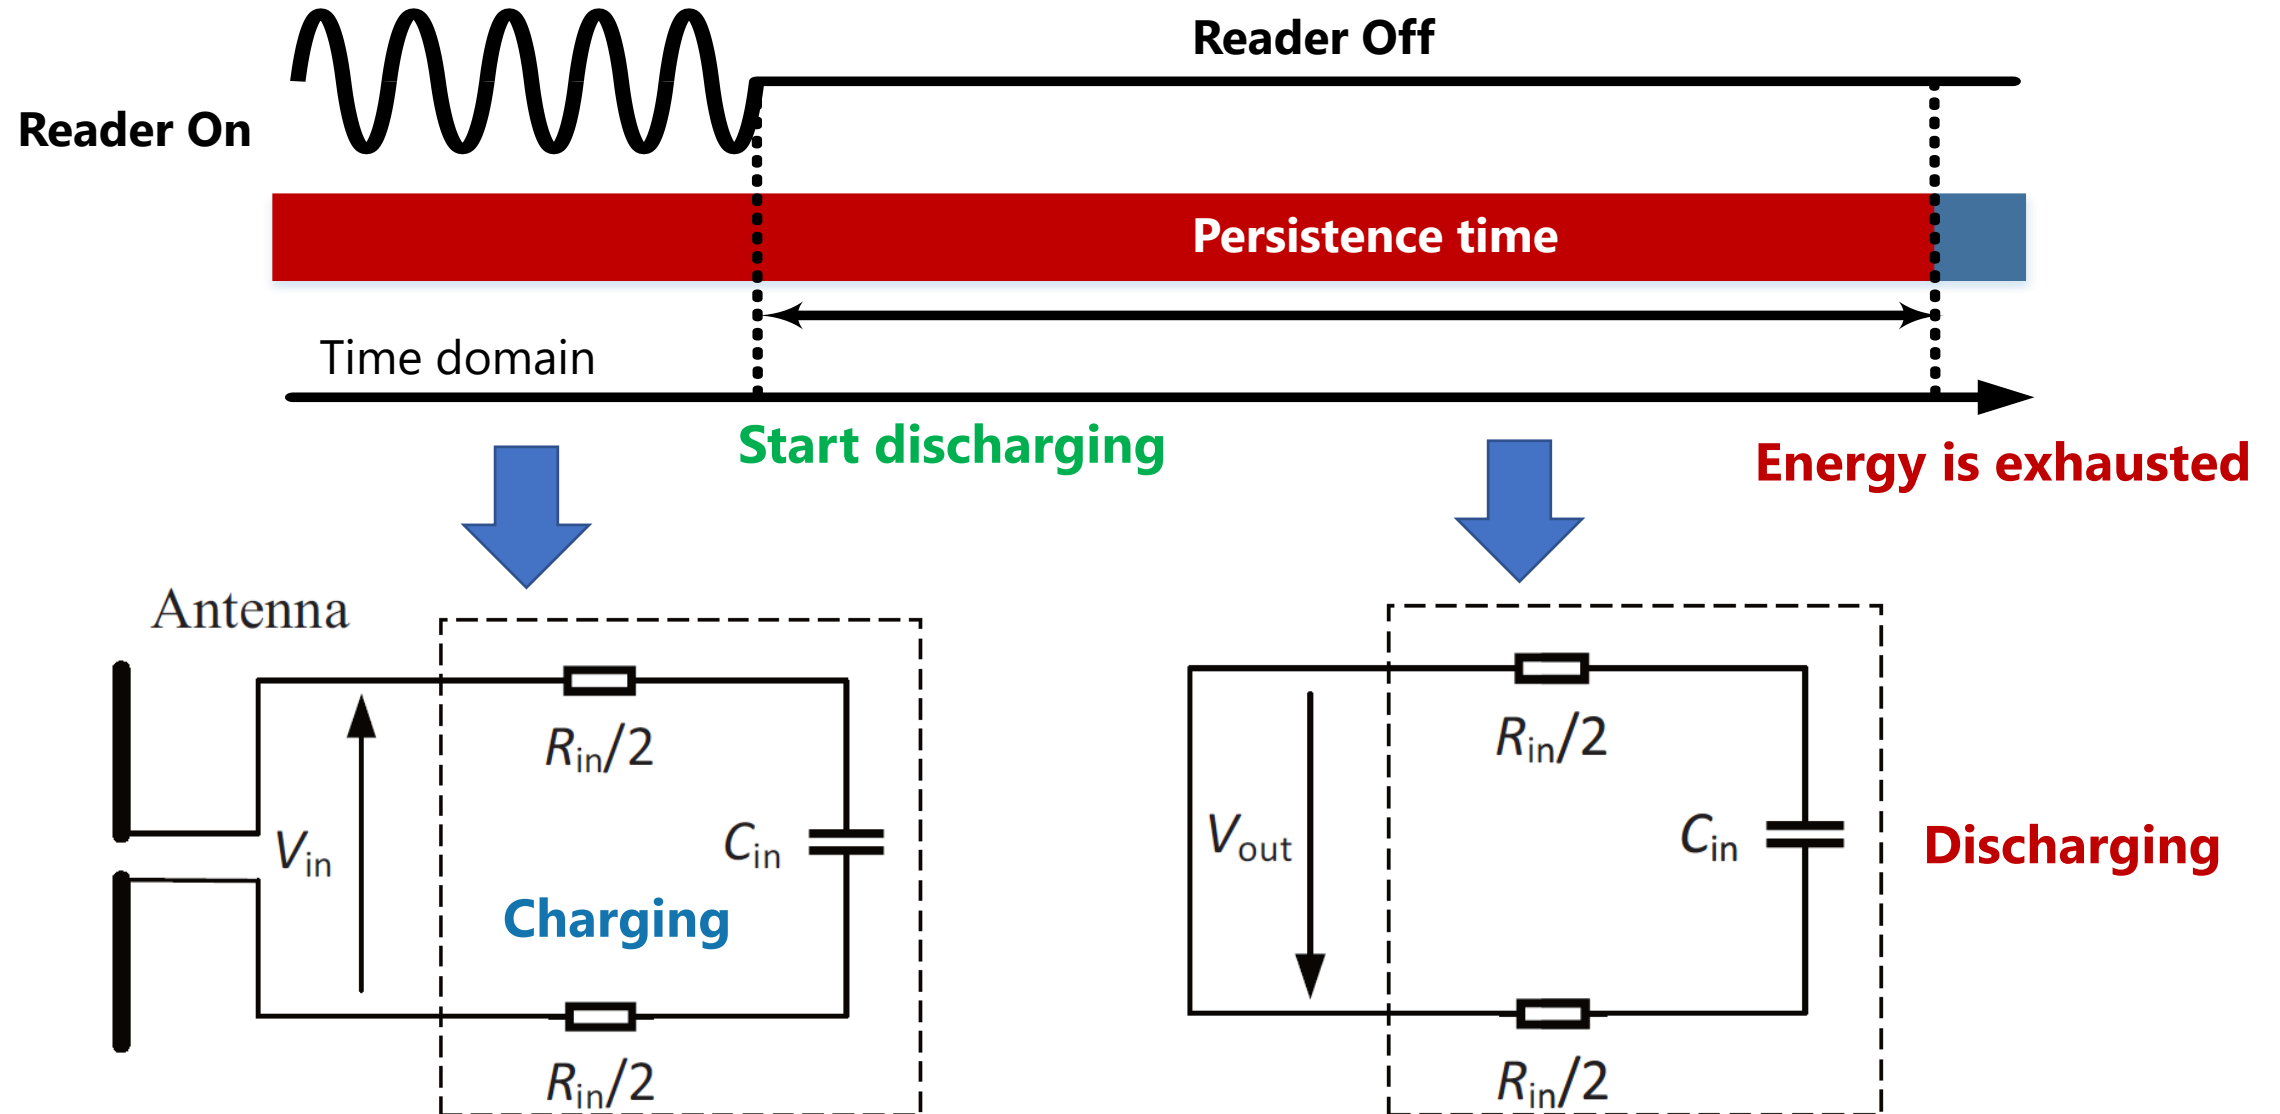 Reader Off
Reader On
Persistence time
Time domain
Start discharging
Energy is exhausted
Antenna
Rin/2
Vin
Cin
Charging
Rin/2
Rin/2
Vout
Cin
Discharging
Rin/2